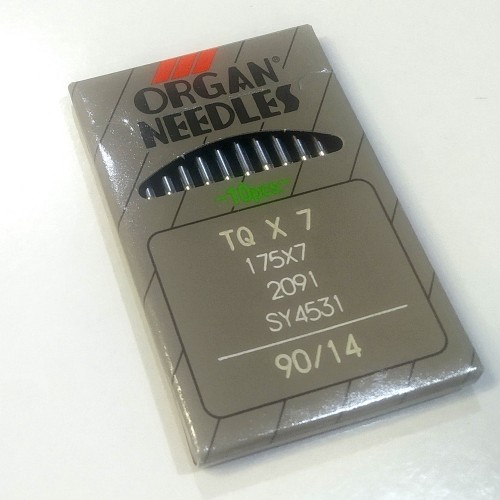 ORGAN®
NEEDLES
TQ X 7
175X7
2091
SY4531
90/14